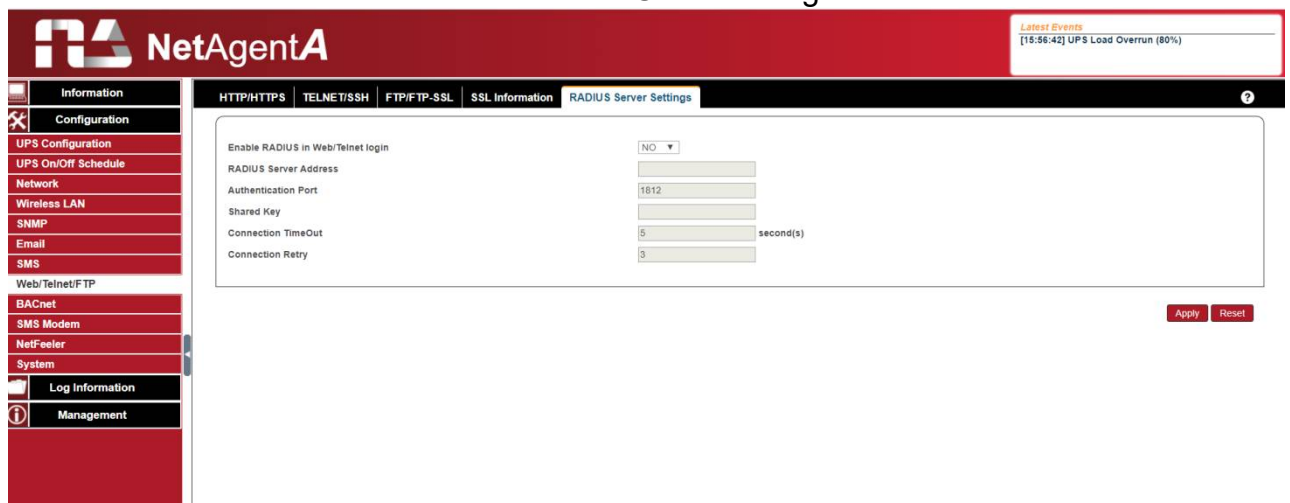 NetAgentA
Latest Events
[15:56:42] UPS Load Overrun (80%)
Information
Configuration
UPS Configuration
UPS On/Off Schedule
Network
Wireless LAN
SNMP
Email
SMS
Web/Telnet/FTP
BACnet
SMS Modem
NetFeeler
System
Log Information
Management
HTTP/HTTPS TELNET/SSH FTP/FTP-SSL SSL Information RADIUS Server Settings ?
Enable RADIUS in Web/Telnet login NO
RADIUS Server Address
Authentication Port 1812
Shared Key
Connection TimeOut 5 second(s)
Connection Retry 3
Apply Reset